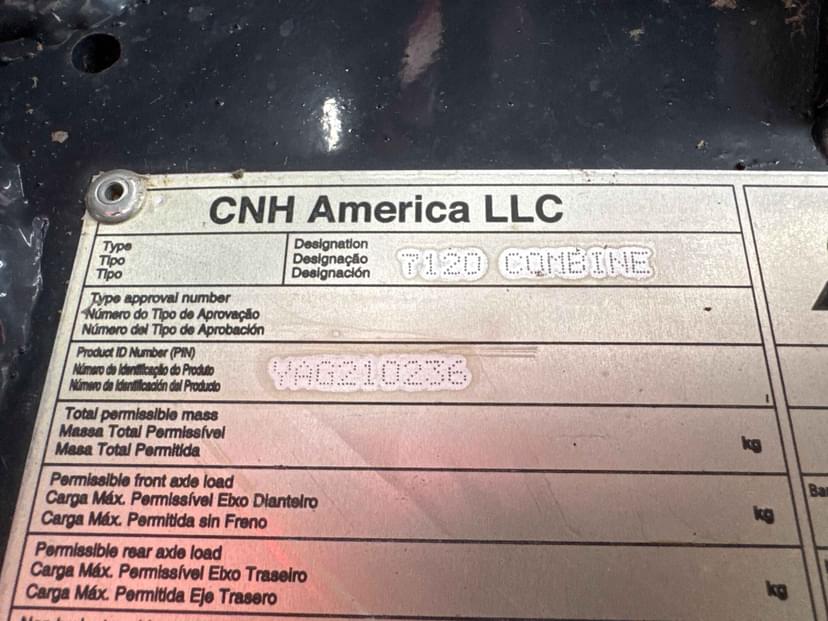 CNH America LLC
Type
Tipo
Tipo
Designation
Designação
Designación
7120 COMBINE
Type approval number
Número do Tipo de Aprovação
Número del Tipo de Aprobación
Product ID Number (PIN)
Número de Identificação do Produto
Número de Identificación del Producto
YAG210236
Total permissible mass
Massa Total Permissível
Masa Total Permitida
kg
Permissible front axle load
Carga Máx. Permissível Eixo Dianteiro
Carga Máx. Permitida sin Freno
kg
Permissible rear axle load
Carga Máx. Permissível Eixo Traseiro
Carga Máx. Permitida Eje Trasero
kg